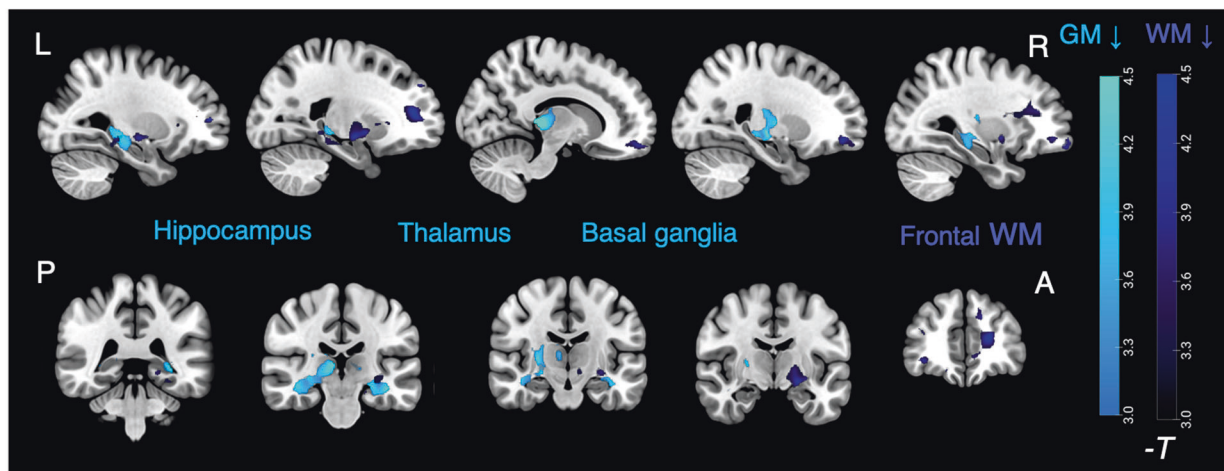 L
R
GM ↓ WM ↓
4.5 4.5
4.2 4.2
3.9 3.9
3.6 3.6
3.3 3.3
3.0 3.0
Hippocampus Thalamus Basal ganglia Frontal WM
P
A
-T